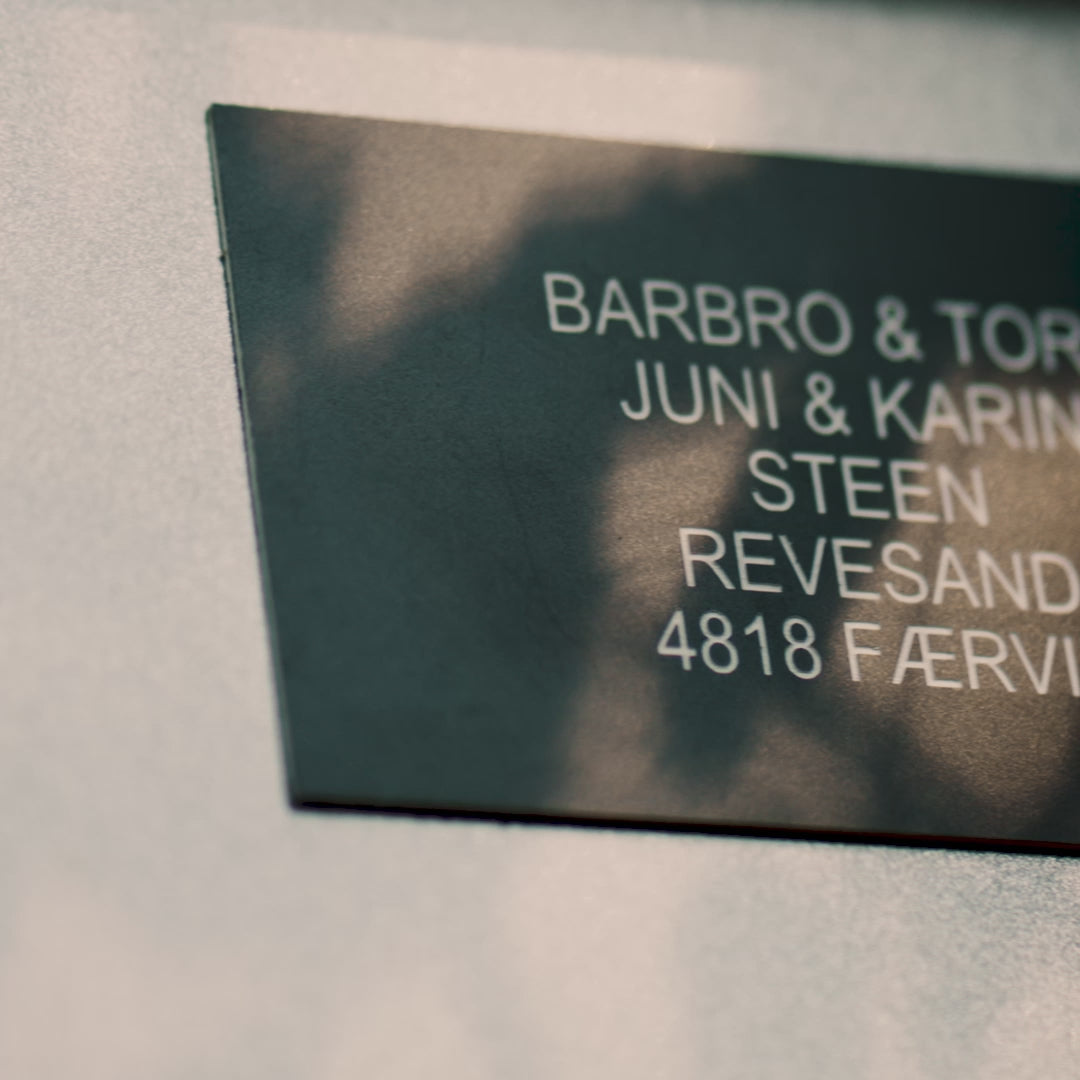 BARBRO & TOR
JUNI & KARIN
STEEN
REVESAND
4818 FÆRVI